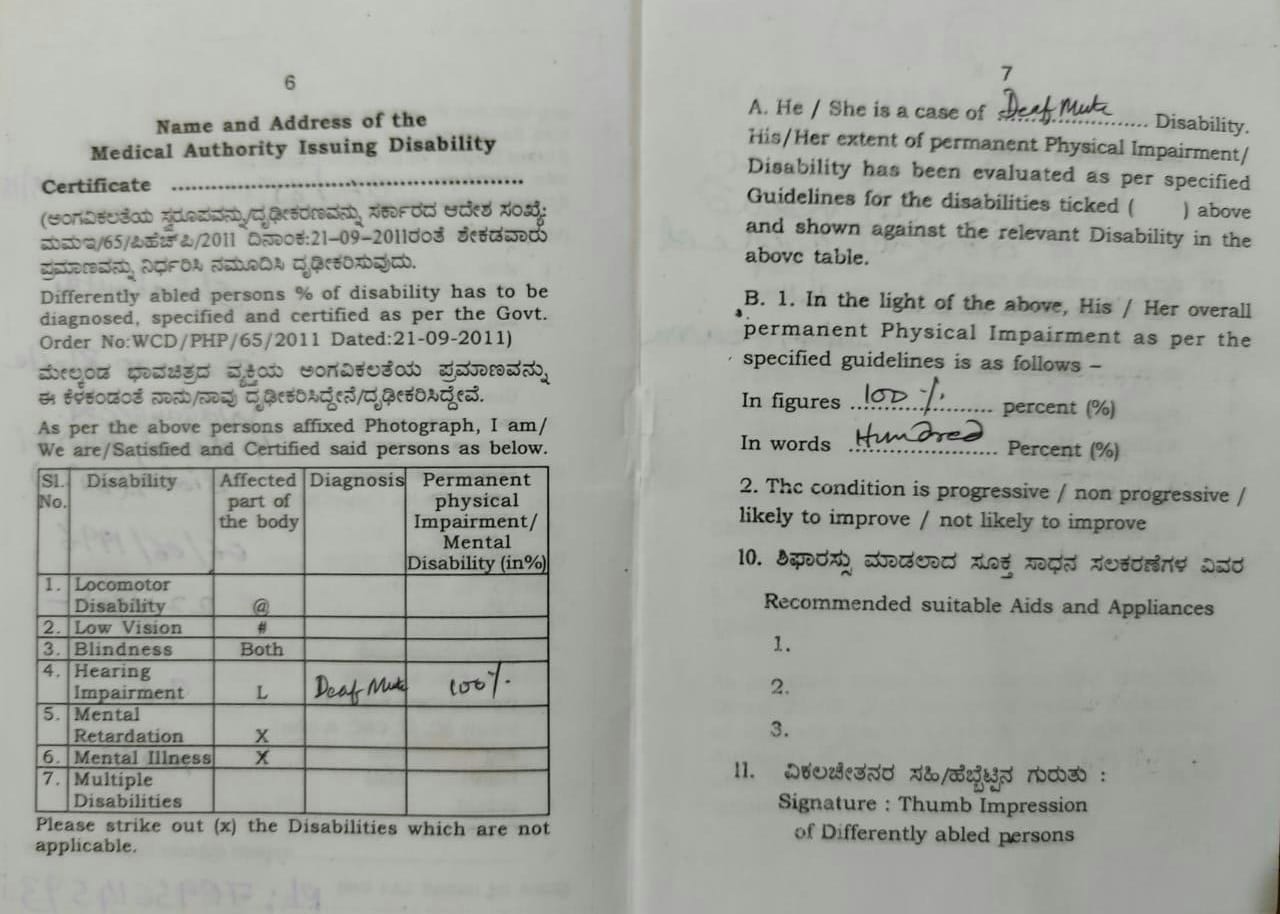 6
Name and Address of the
Medical Authority Issuing Disability
Certificate ..........................................................
(ಅಂಗವಿಕಲತೆಯ ಸ್ವರೂಪವನ್ನು/ದೃಢೀಕರಣವನ್ನು ಸರ್ಕಾರದ ಆದೇಶ ಸಂಖ್ಯೆ:
ಮಮಇ/65/ಪಿಹೆಚ್‌ಪಿ/2011 ದಿನಾಂಕ:21-09-2011ರಂತೆ ಶೇಕಡವಾರು
ಪ್ರಮಾಣವನ್ನು ನಿರ್ಧರಿಸಿ ನಮೂದಿಸಿ ದೃಢೀಕರಿಸುವುದು.
Differently abled persons % of disability has to be
diagnosed, specified and certified as per the Govt.
Order No:WCD/PHP/65/2011 Dated:21-09-2011)
ಮೇಲ್ಕಂಡ ಭಾವಚಿತ್ರದ ವ್ಯಕ್ತಿಯ ಅಂಗವಿಕಲತೆಯ ಪ್ರಮಾಣವನ್ನು
ಈ ಕೆಳಕಂಡಂತೆ ನಾನು/ನಾವು ದೃಢೀಕರಿಸಿದ್ದೇನೆ/ದೃಢೀಕರಿಸಿದ್ದೇವೆ.
As per the above persons affixed Photograph, I am/
We are/Satisfied and Certified said persons as below.
Sl. No. Disability Affected part of the body Diagnosis Permanent physical Impairment/ Mental Disability (in%)
1. Locomotor Disability @
2. Low Vision #
3. Blindness Both
4. Hearing Impairment L Deaf Mute 100%
5. Mental Retardation X
6. Mental Illness X
7. Multiple Disabilities
Please strike out (x) the Disabilities which are not
applicable.
7
A. He / She is a case of Deaf Mute Disability.
His/Her extent of permanent Physical Impairment/
Disability has been evaluated as per specified
Guidelines for the disabilities ticked (     ) above
and shown against the relevant Disability in the
above table.
B. 1. In the light of the above, His / Her overall
permanent Physical Impairment as per the
specified guidelines is as follows –
In figures 100 % percent (%)
In words Hundred Percent (%)
2. The condition is progressive / non progressive /
likely to improve / not likely to improve
10. ಶಿಫಾರಸ್ಸು ಮಾಡಲಾದ ಸೂಕ್ತ ಸಾಧನ ಸಲಕರಣೆಗಳ ವಿವರ
Recommended suitable Aids and Appliances
1.
2.
3.
11. ವಿಕಲಚೇತನರ ಸಹಿ/ಹೆಬ್ಬೆಟ್ಟಿನ ಗುರುತು :
Signature : Thumb Impression
of Differently abled persons